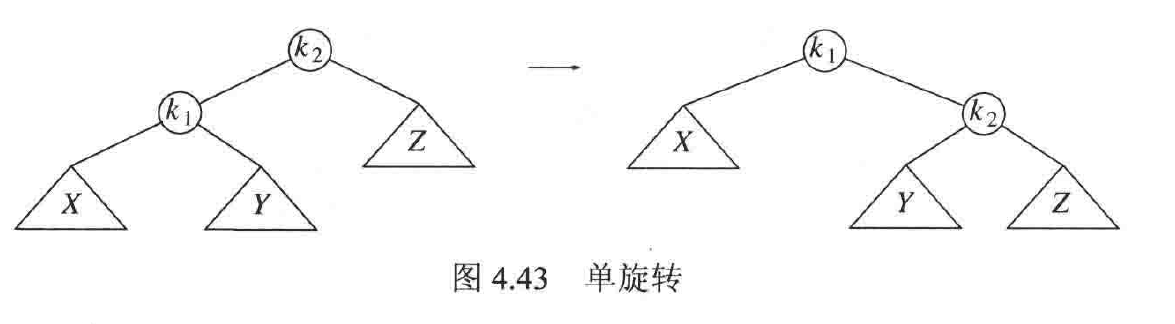 k₂ k₁
k₁ Z X k₂
X Y Y Z
图 4.43 单旋转